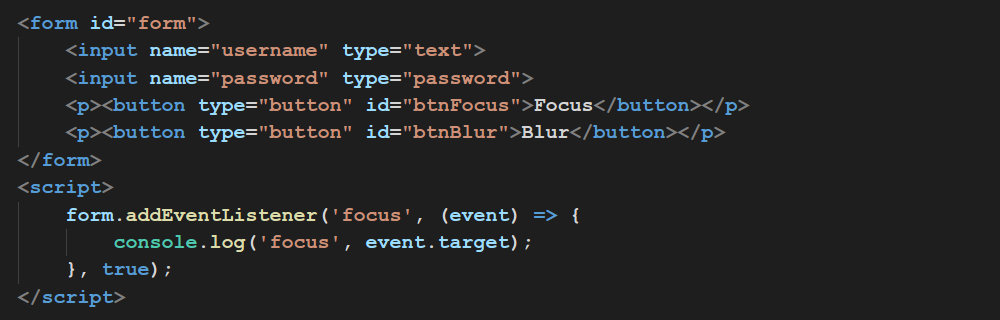 <form id="form">
    <input name="username" type="text">
    <input name="password" type="password">
    <p><button type="button" id="btnFocus">Focus</button></p>
    <p><button type="button" id="btnBlur">Blur</button></p>
</form>
<script>
    form.addEventListener('focus', (event) => {
        console.log('focus', event.target);
    }, true);
</script>